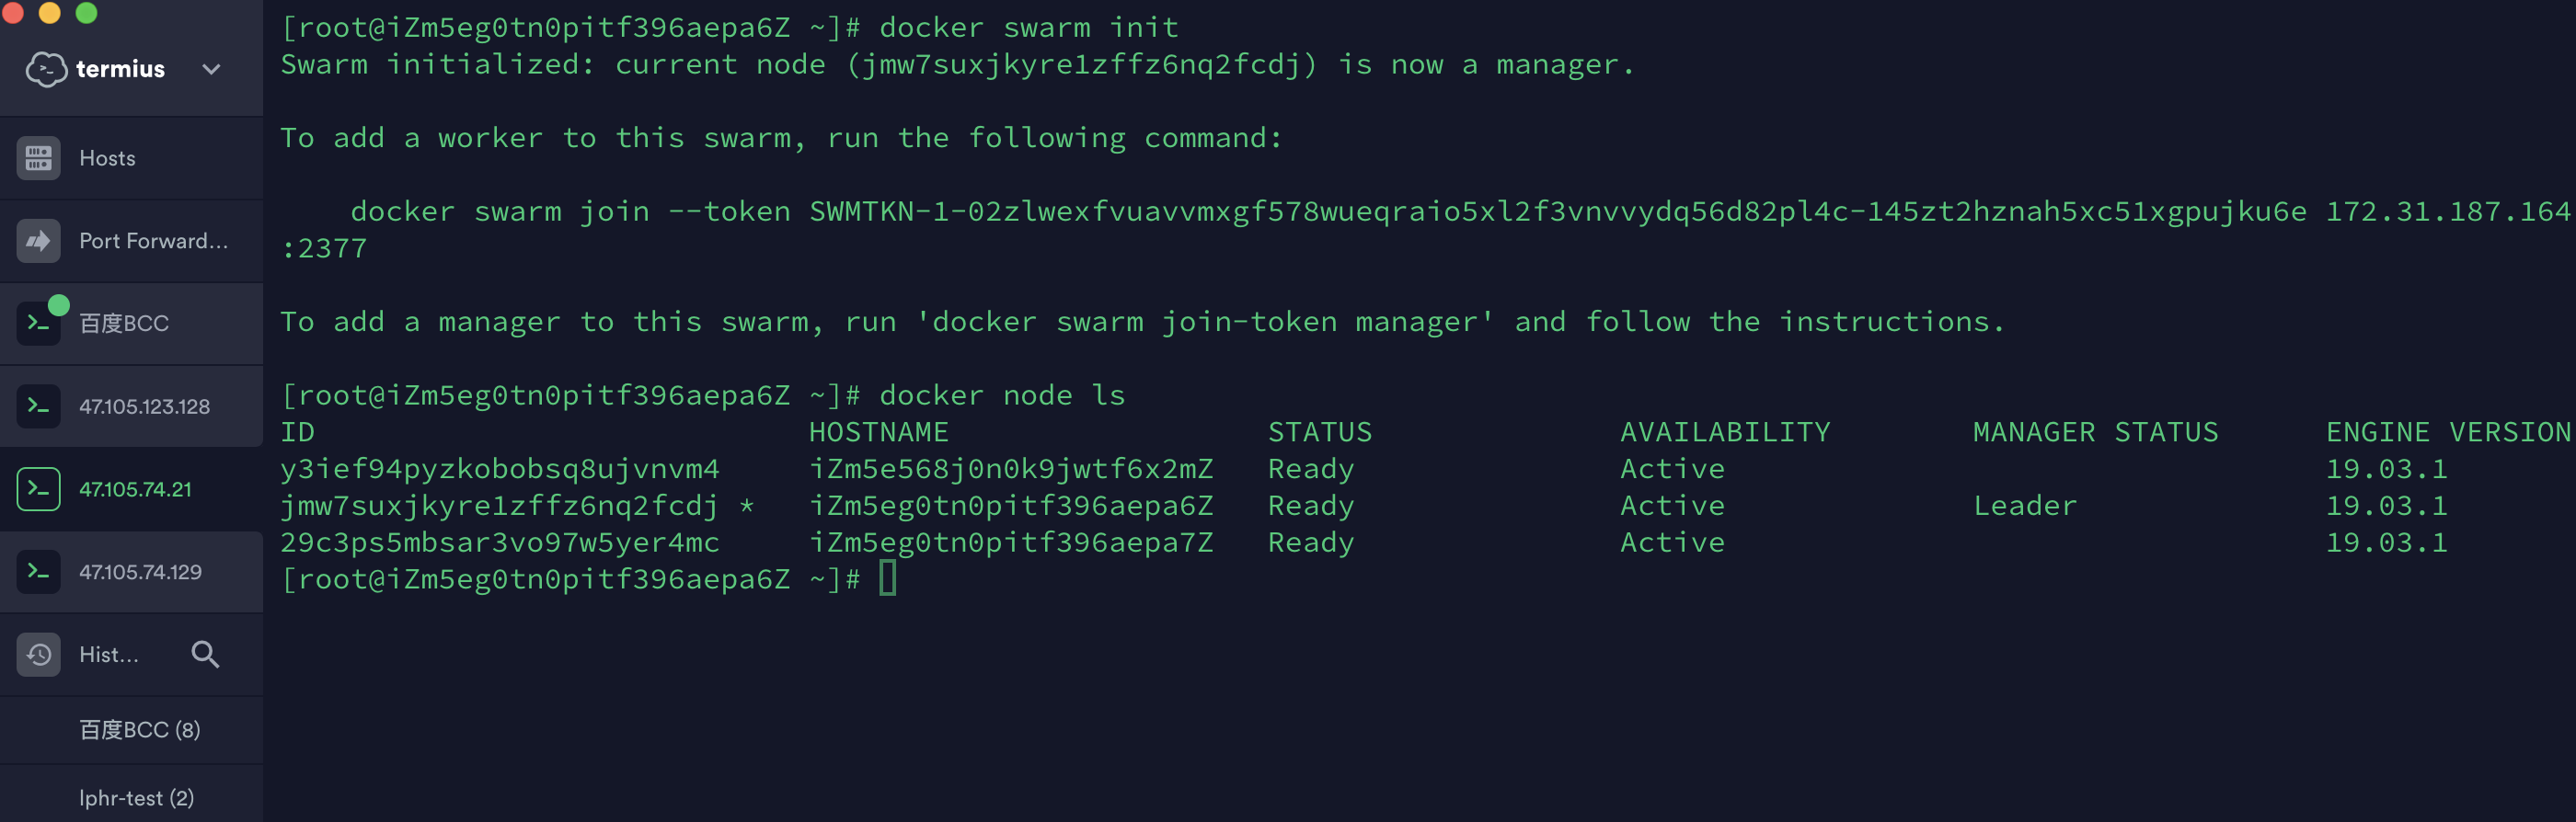 termius
Hosts
Port Forward...
百度BCC
47.105.123.128
47.105.74.21
47.105.74.129
Hist...
百度BCC (8)
lphr-test (2)
[root@iZm5eg0tn0pitf396aepa6Z ~]# docker swarm init
Swarm initialized: current node (jmw7suxjkyre1zffz6nq2fcdj) is now a manager.
To add a worker to this swarm, run the following command:
docker swarm join --token SWMTKN-1-02zlwexfvuavvmxgf578wueqraio5xl2f3vnvvydq56d82pl4c-145zt2hznah5xc51xgpujku6e 172.31.187.164
:2377
To add a manager to this swarm, run 'docker swarm join-token manager' and follow the instructions.
[root@iZm5eg0tn0pitf396aepa6Z ~]# docker node ls
ID HOSTNAME STATUS AVAILABILITY MANAGER STATUS ENGINE VERSION
y3ief94pyzkobobsq8ujvnvm4 iZm5e568j0n0k9jwtf6x2mZ Ready Active 19.03.1
jmw7suxjkyre1zffz6nq2fcdj * iZm5eg0tn0pitf396aepa6Z Ready Active Leader 19.03.1
29c3ps5mbsar3vo97w5yer4mc iZm5eg0tn0pitf396aepa7Z Ready Active 19.03.1
[root@iZm5eg0tn0pitf396aepa6Z ~]#